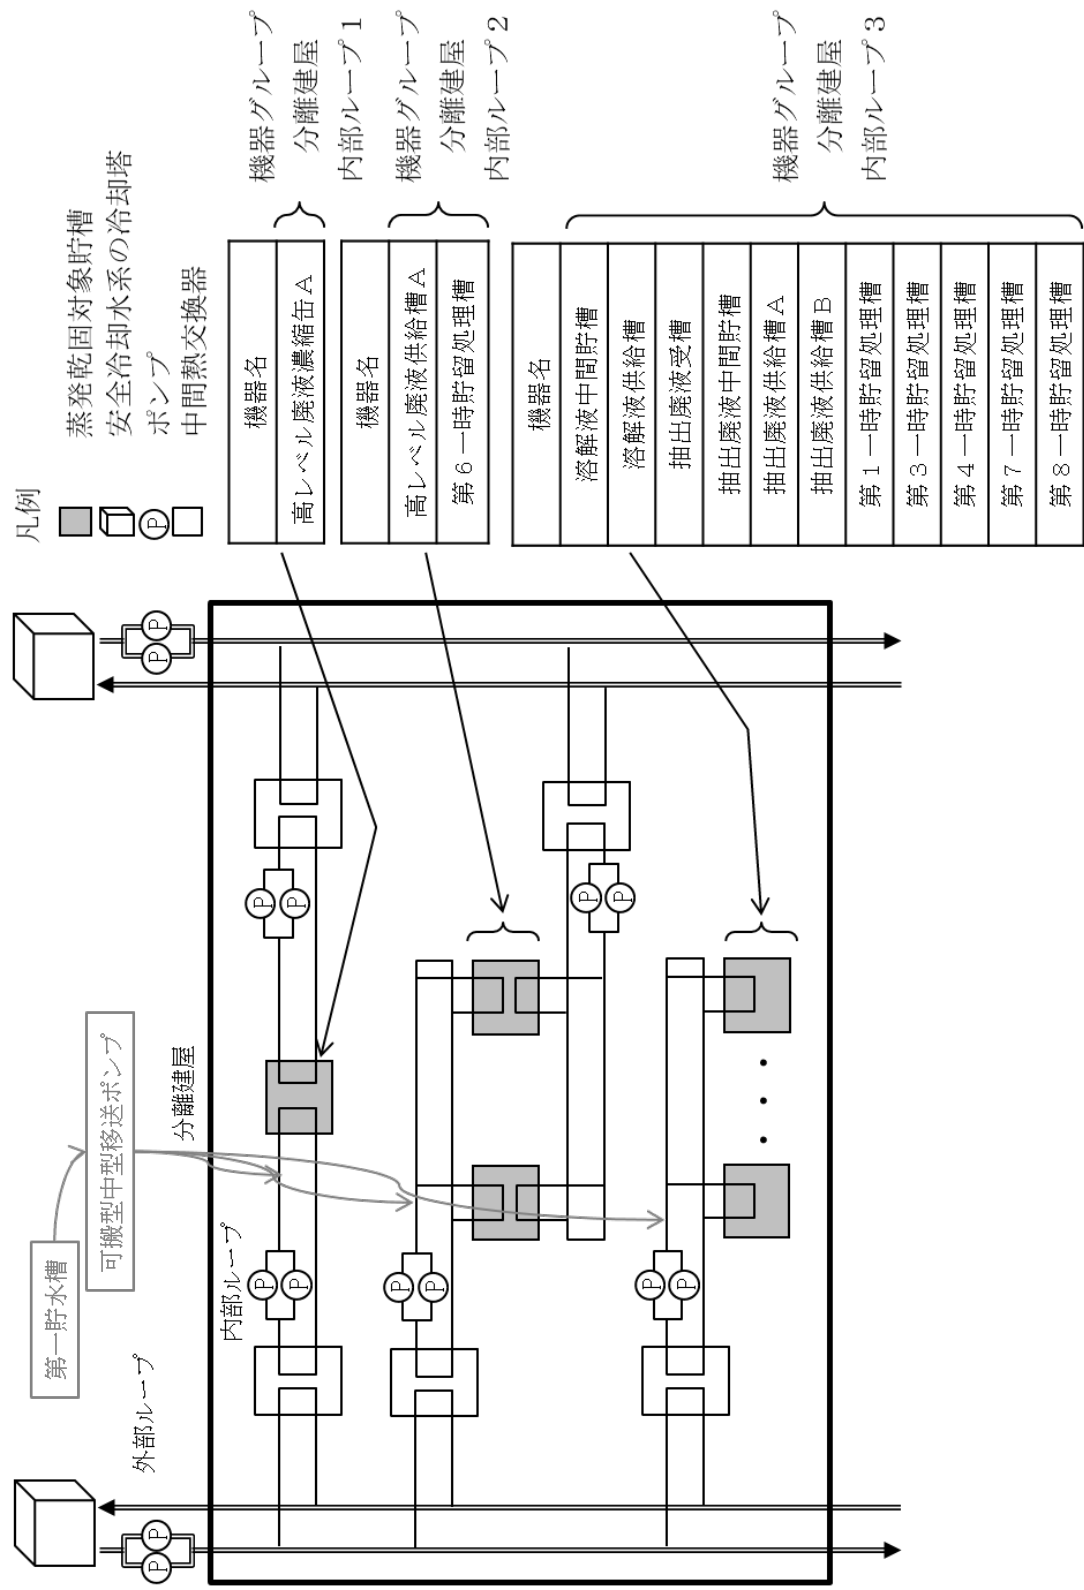 凡例
蒸発乾固対象貯槽
安全冷却水系の冷却塔
P
ポンプ
中間熱交換器
外部ループ
第一貯水槽
可搬型中型移送ポンプ
分離建屋
内部ループ
P
P
P
P
P
P
P
P
P
P
P
P
P
P
機器名
高レベル廃液濃縮缶A
機器グループ
分離建屋
内部ループ1
機器名
高レベル廃液供給槽A
第6一時貯留処理槽
機器グループ
分離建屋
内部ループ2
機器名
溶解液中間貯槽
溶解液供給槽
抽出廃液受槽
抽出廃液中間貯槽
抽出廃液供給槽A
抽出廃液供給槽B
第1一時貯留処理槽
第3一時貯留処理槽
第4一時貯留処理槽
第7一時貯留処理槽
第8一時貯留処理槽
機器グループ
分離建屋
内部ループ3